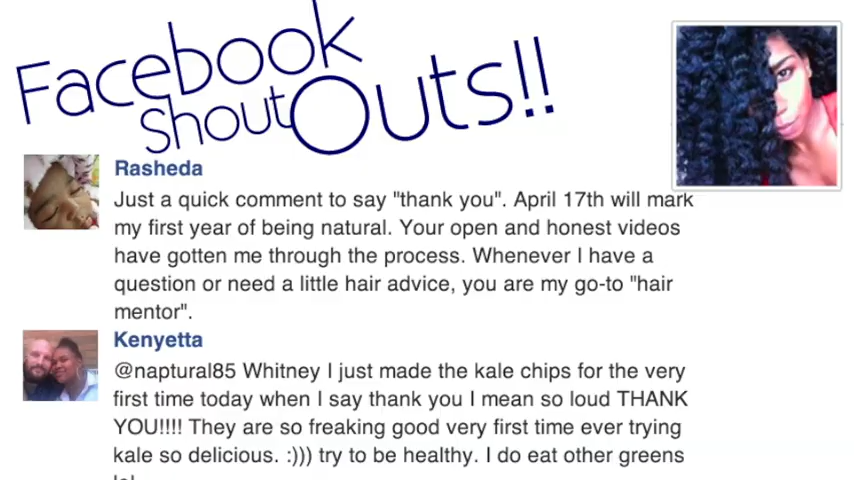 Facebook
Shout Outs!!
Rasheda
Just a quick comment to say "thank you". April 17th will mark
my first year of being natural. Your open and honest videos
have gotten me through the process. Whenever I have a
question or need a little hair advice, you are my go-to "hair
mentor".
Kenyetta
@naptural85 Whitney I just made the kale chips for the very
first time today when I say thank you I mean so loud THANK
YOU!!!! They are so freaking good very first time ever trying
kale so delicious. :))) try to be healthy. I do eat other greens